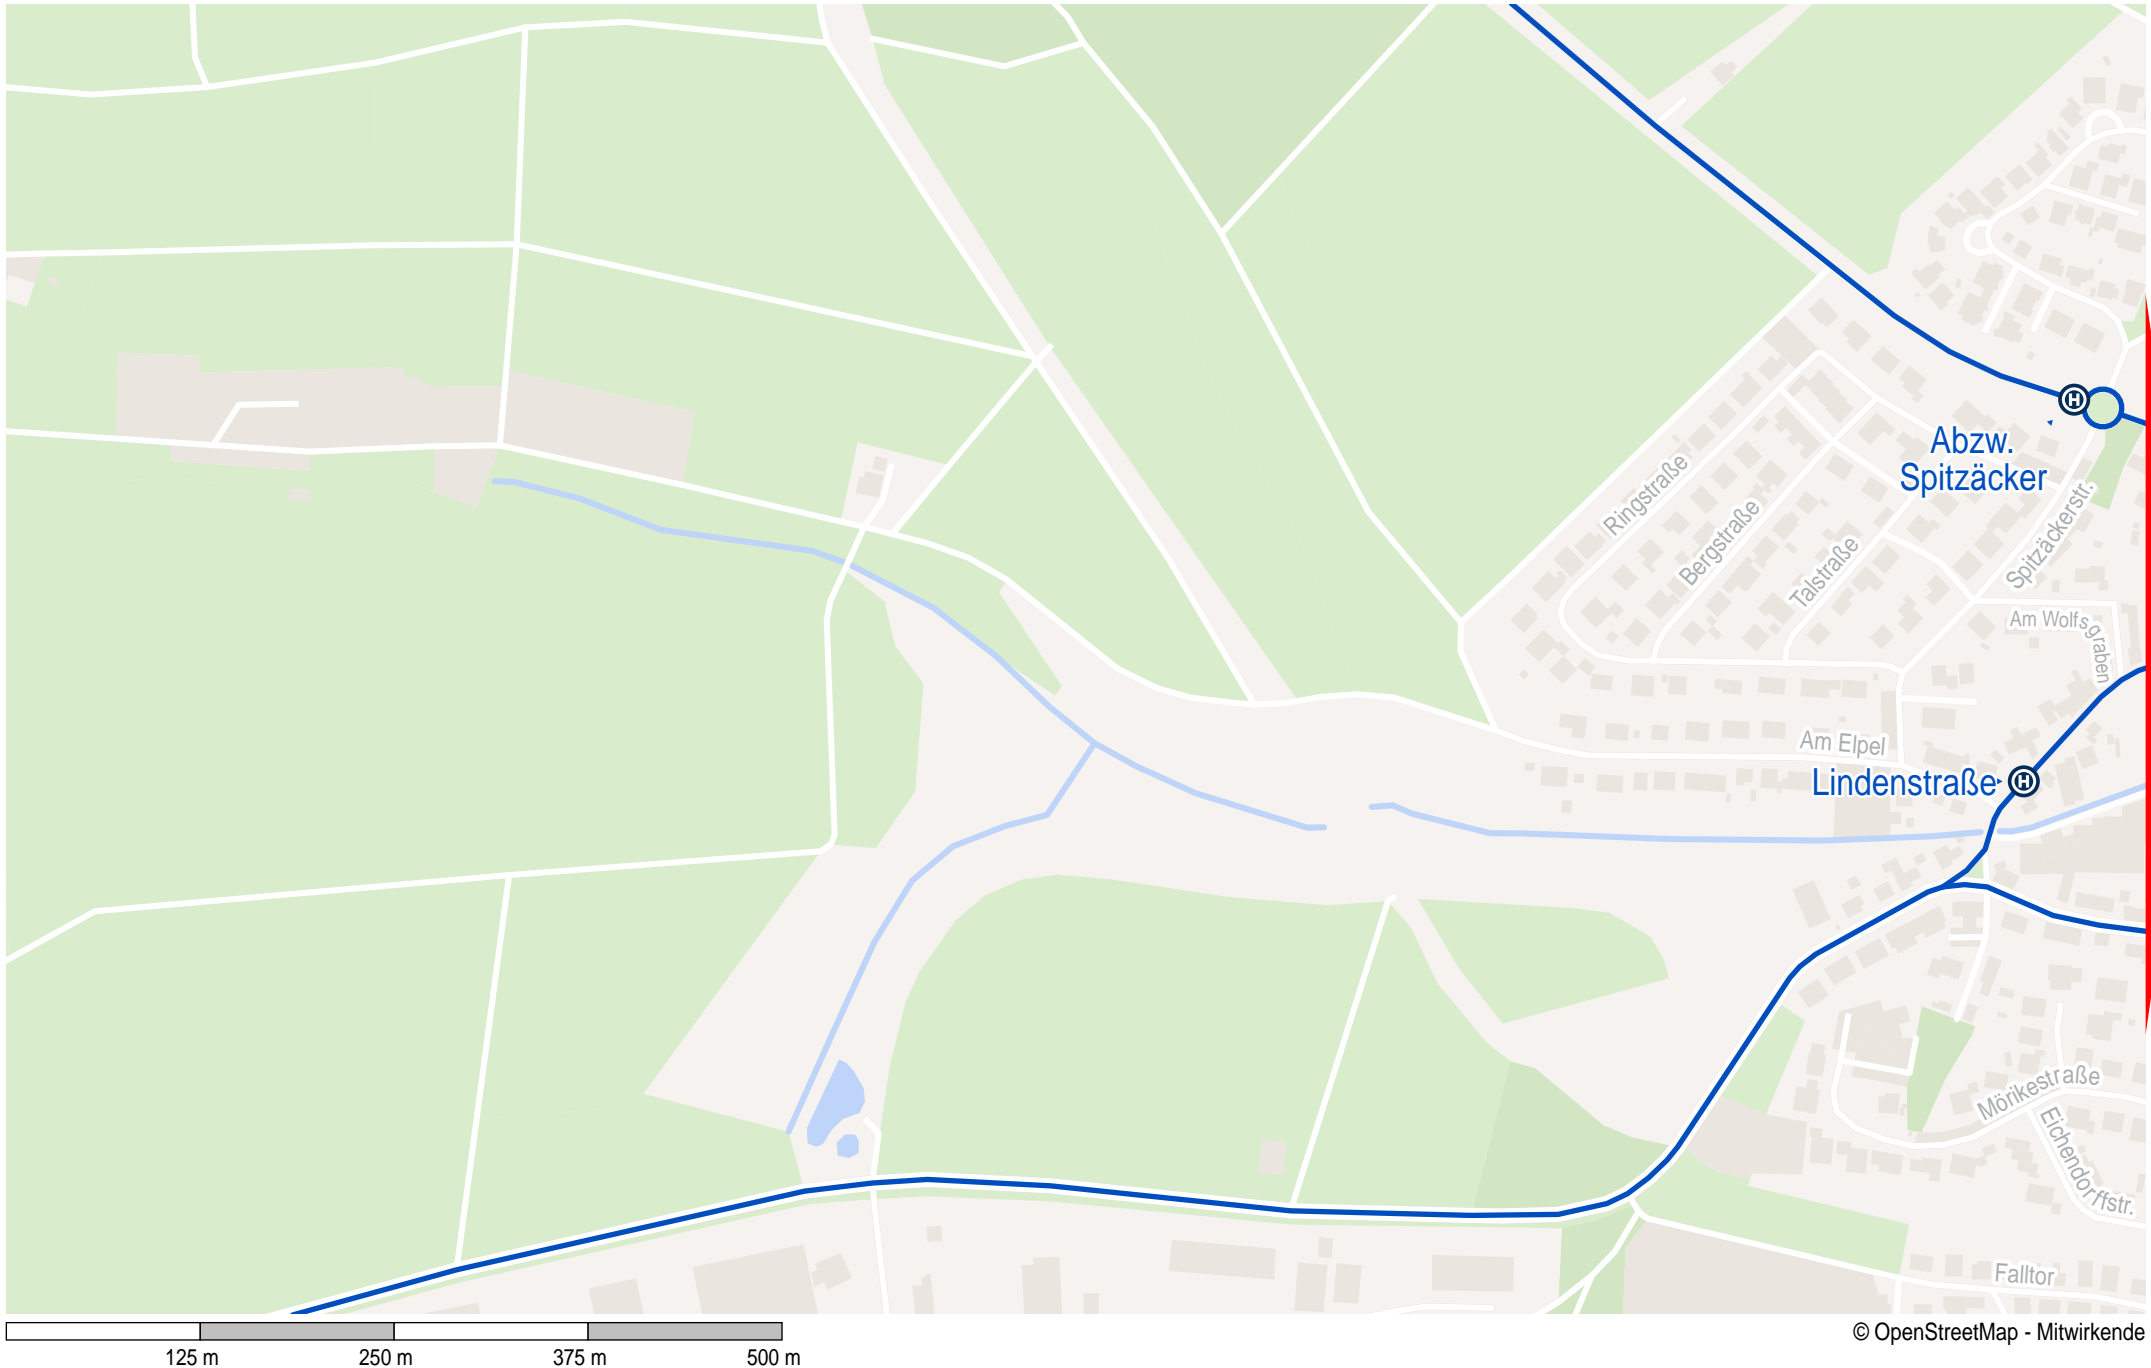 H
Abzw.
Spitzäcker
Ringstraße
Bergstraße
Talstraße
Spitzäckerstr.
Am Wolfsgraben
Am Elpel
Lindenstraße
H
Mörikestraße
Eichendorffstr.
Falltor
© OpenStreetMap - Mitwirkende
125 m 250 m 375 m 500 m